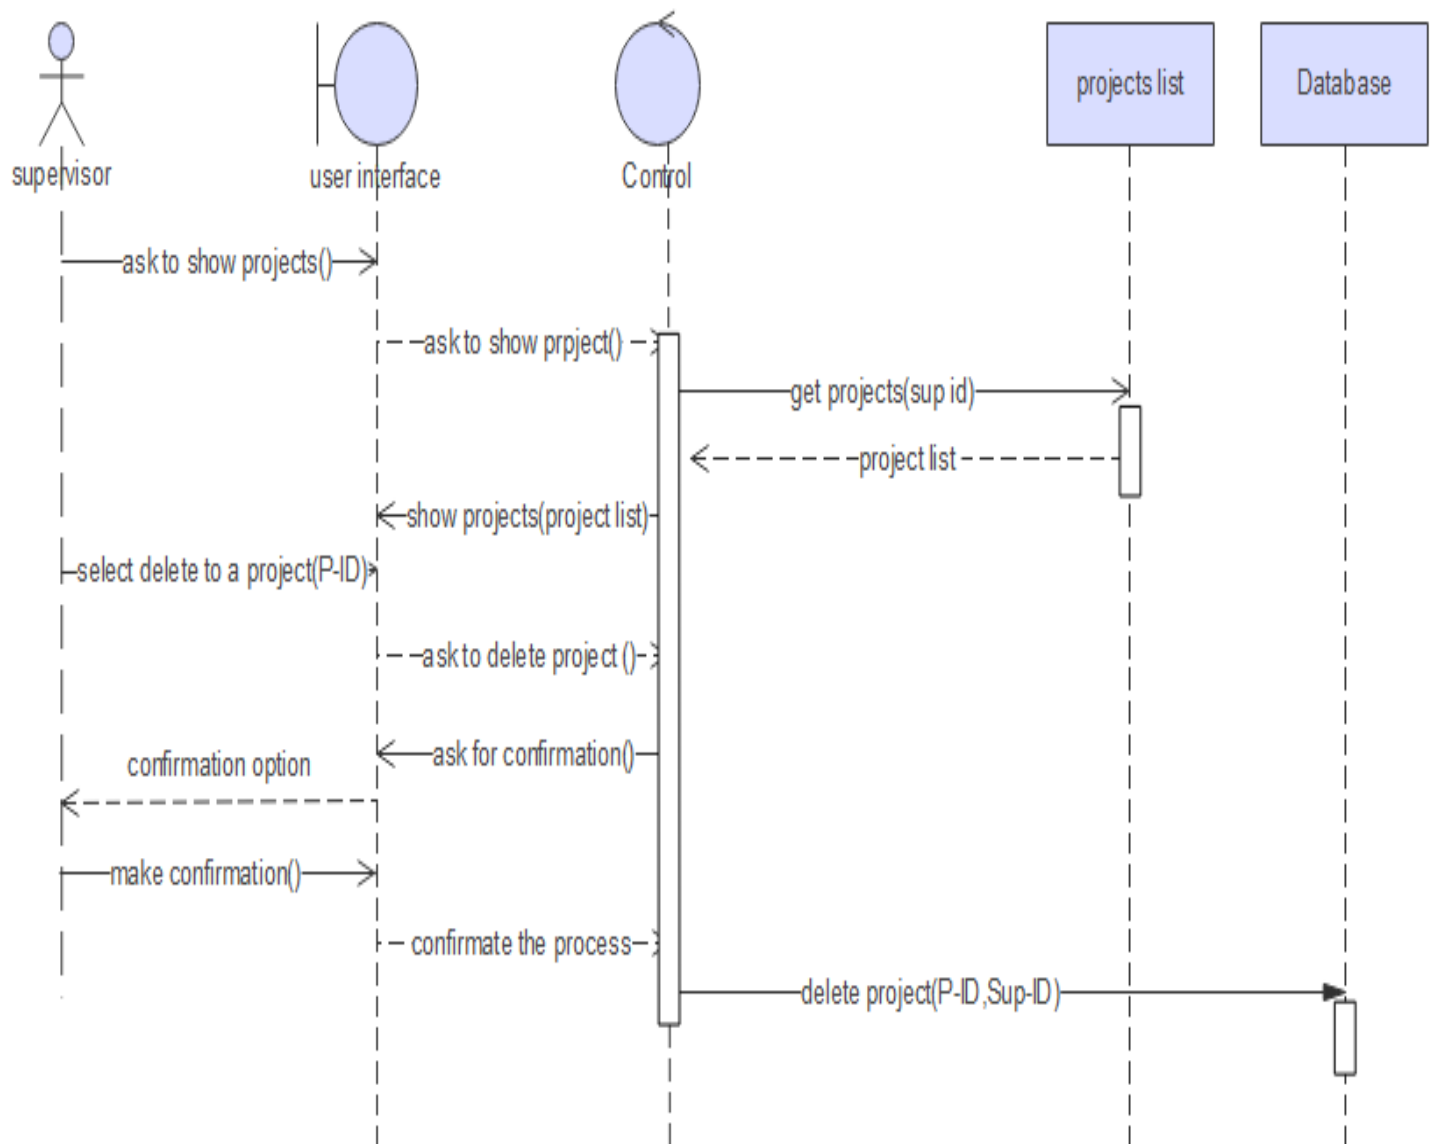 projects list
Database
supervisor
user interface
Control
ask to show projects()
ask to show prpject()
get projects(sup id)
project list
show projects(project list)
select delete to a project(P-ID)
ask to delete project ()
ask for confirmation()
confirmation option
make confirmation()
confirmate the process
delete project(P-ID,Sup-ID)